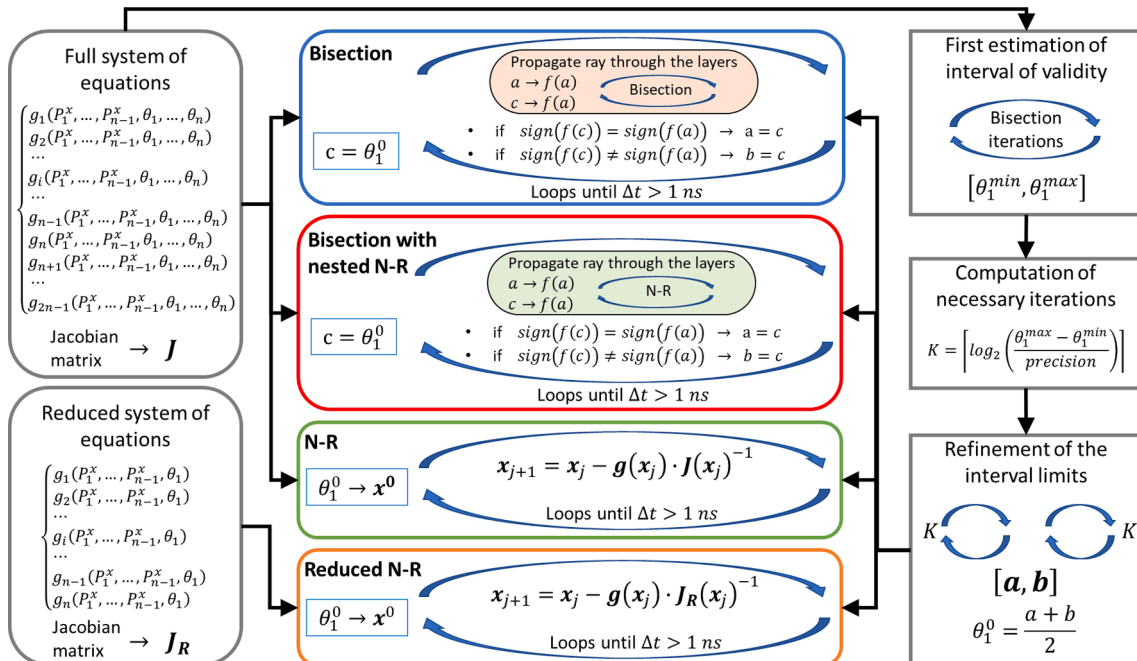 Full system of
equations
g₁(P₁ˣ, …, Pₙ₋₁ˣ, θ₁, …, θₙ)
g₂(P₁ˣ, …, Pₙ₋₁ˣ, θ₁, …, θₙ)
…
gᵢ(P₁ˣ, …, Pₙ₋₁ˣ, θ₁, …, θₙ)
…
gₙ₋₁(P₁ˣ, …, Pₙ₋₁ˣ, θ₁, …, θₙ)
gₙ(P₁ˣ, …, Pₙ₋₁ˣ, θ₁, …, θₙ)
gₙ₊₁(P₁ˣ, …, Pₙ₋₁ˣ, θ₁, …, θₙ)
…
g₂ₙ₋₁(P₁ˣ, …, Pₙ₋₁ˣ, θ₁, …, θₙ)
Jacobian
matrix → J
Reduced system of
equations
g₁(P₁ˣ, …, Pₙ₋₁ˣ, θ₁)
g₂(P₁ˣ, …, Pₙ₋₁ˣ, θ₁)
…
gᵢ(P₁ˣ, …, Pₙ₋₁ˣ, θ₁)
…
gₙ₋₁(P₁ˣ, …, Pₙ₋₁ˣ, θ₁)
gₙ(P₁ˣ, …, Pₙ₋₁ˣ, θ₁)
Jacobian
matrix → J_R
Bisection
Propagate ray through the layers
a → f(a)
c → f(a)
Bisection
c = θ₁⁰
• if sign(f(c)) = sign(f(a)) → a = c
• if sign(f(c)) ≠ sign(f(a)) → b = c
Loops until Δt > 1 ns
Bisection with
nested N-R
Propagate ray through the layers
a → f(a)
c → f(a)
N-R
c = θ₁⁰
• if sign(f(c)) = sign(f(a)) → a = c
• if sign(f(c)) ≠ sign(f(a)) → b = c
Loops until Δt > 1 ns
N-R
θ₁⁰ → x⁰
xⱼ₊₁ = xⱼ − g(xⱼ) · J(xⱼ)⁻¹
Loops until Δt > 1 ns
Reduced N-R
θ₁⁰ → x⁰
xⱼ₊₁ = xⱼ − g(xⱼ) · J_R(xⱼ)⁻¹
Loops until Δt > 1 ns
First estimation of
interval of validity
Bisection
iterations
[θ₁ᵐⁱⁿ, θ₁ᵐᵃˣ]
Computation of
necessary iterations
K = ⌈log₂((θ₁ᵐᵃˣ − θ₁ᵐⁱⁿ)/precision)⌉
Refinement of the
interval limits
K K
[a, b]
θ₁⁰ = (a + b)/2